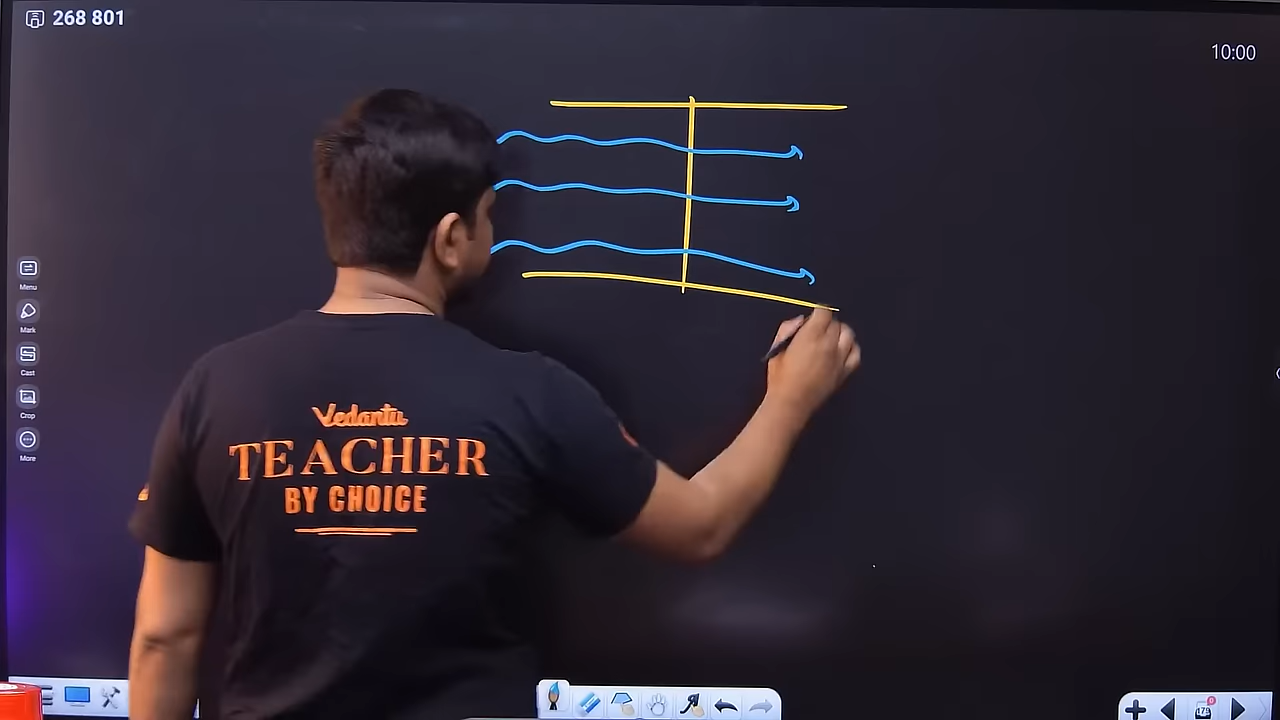 268 801
10:00
Menu
Mark
Cast
Crop
More
Vedantu
TEACHER
BY CHOICE